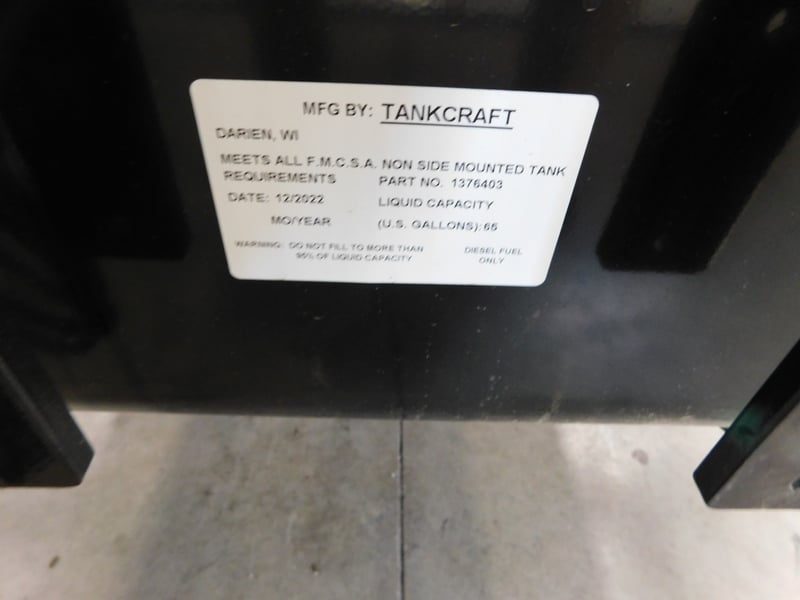 MFG BY: TANKCRAFT
DARIEN, WI
MEETS ALL F.M.C.S.A. NON SIDE MOUNTED TANK
REQUIREMENTS PART NO. 1376403
DATE: 12/2022 LIQUID CAPACITY
MO/YEAR (U.S. GALLONS): 65
WARNING: DO NOT FILL TO MORE THAN DIESEL FUEL
95% OF LIQUID CAPACITY ONLY